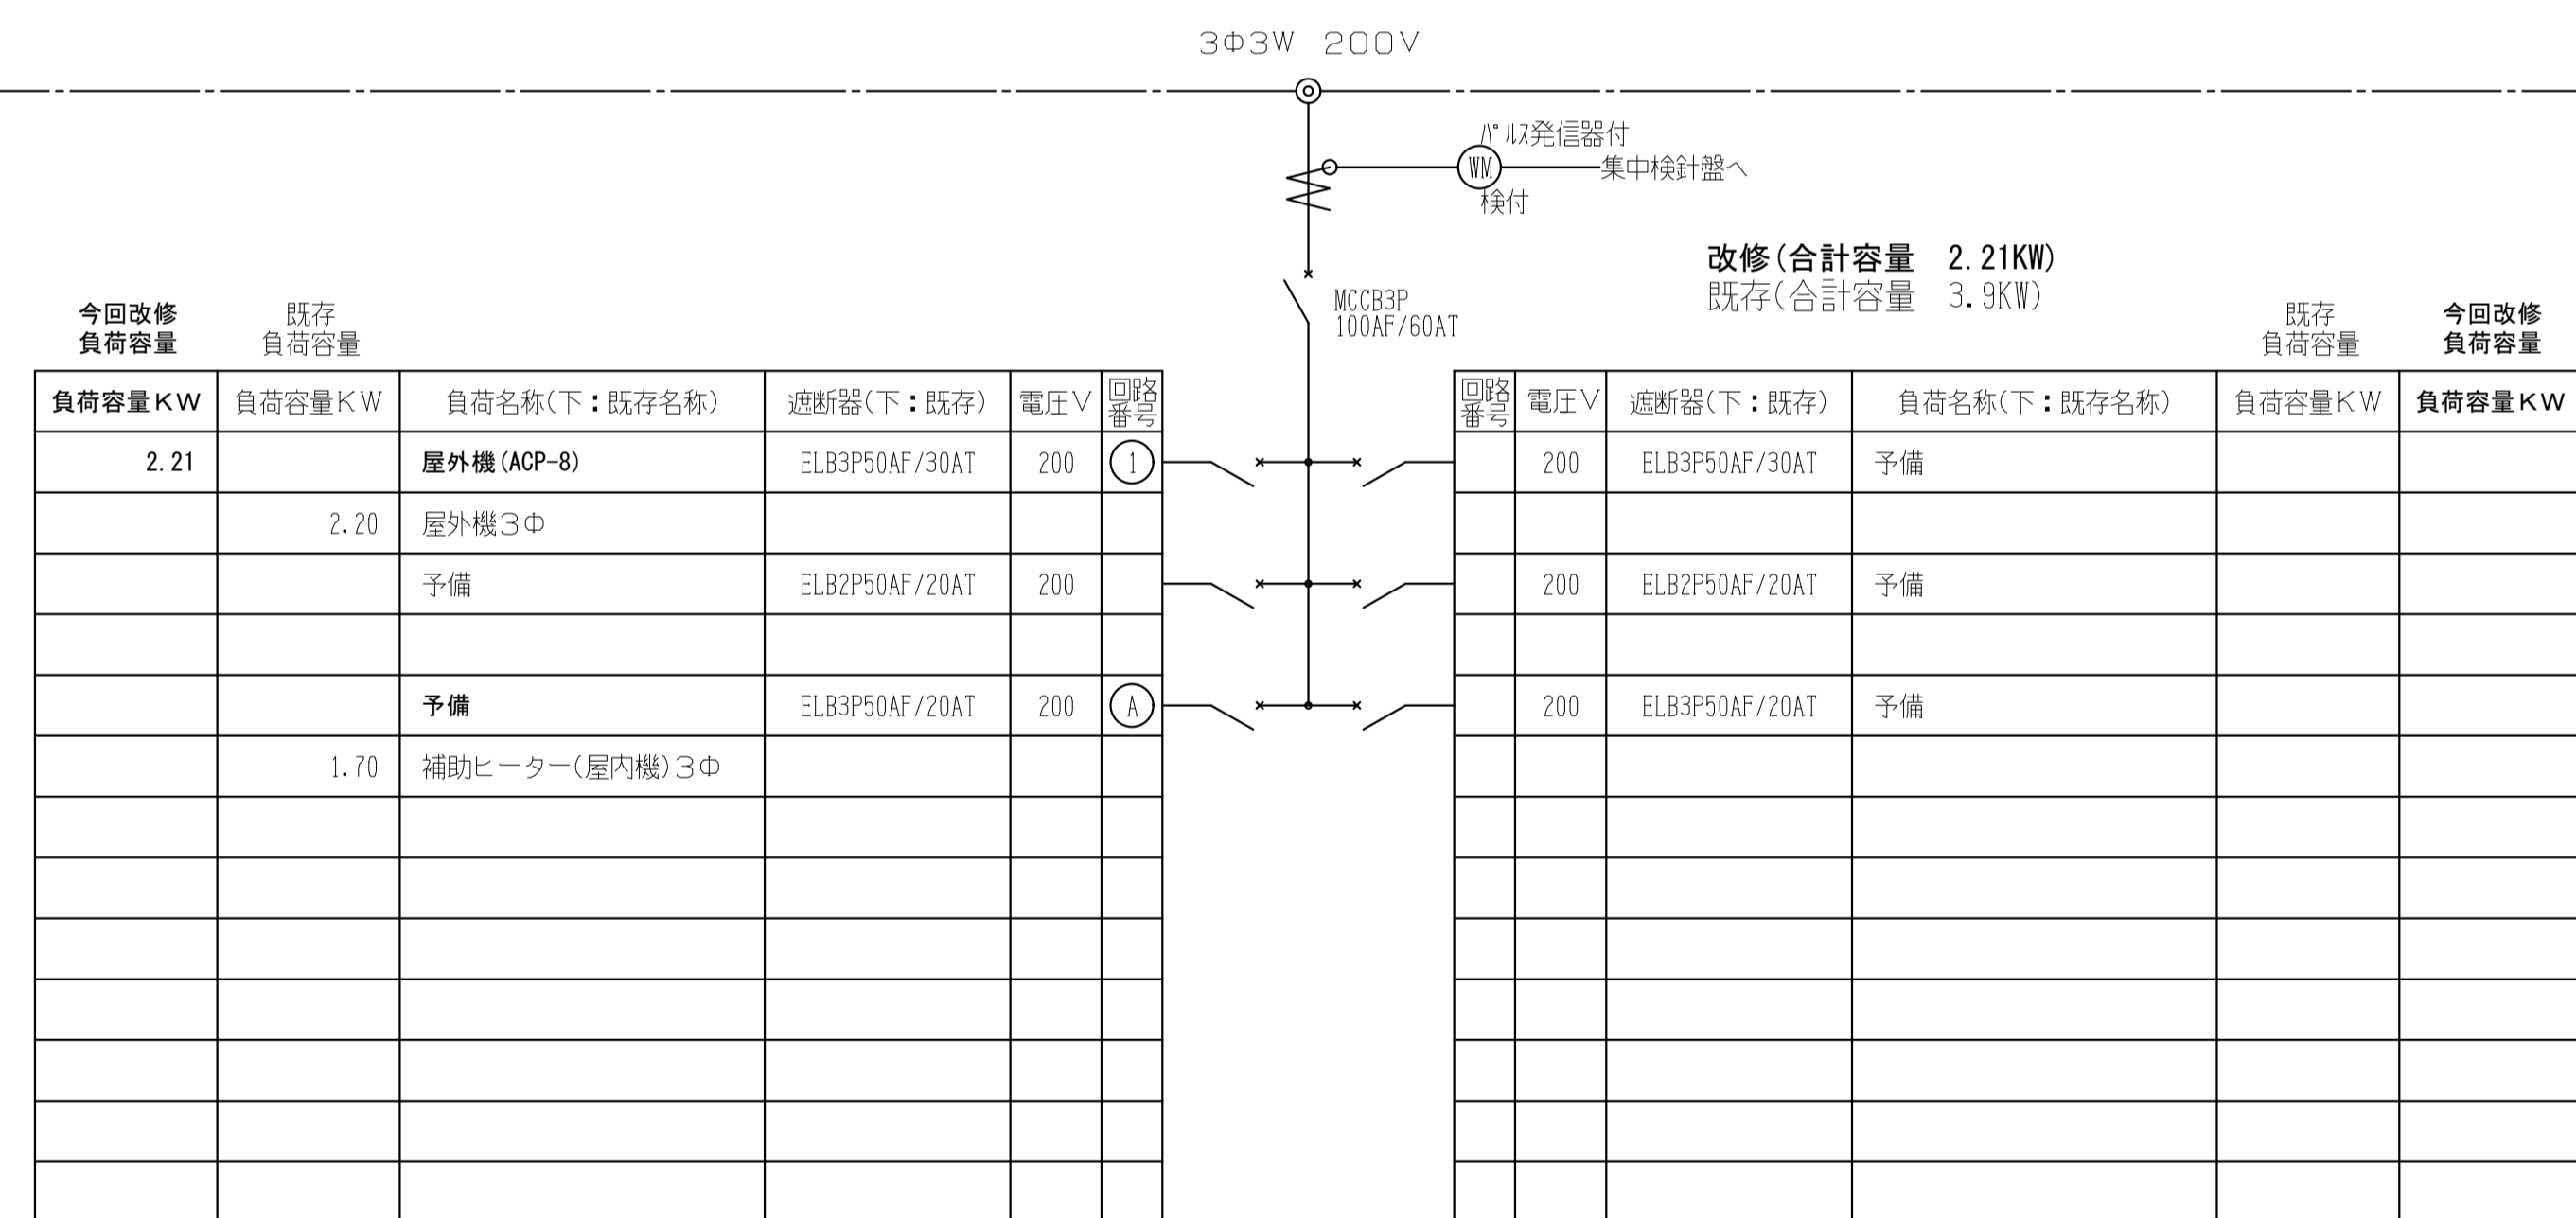 3Φ3W 200V
パルス発信器付
WM
集中検針盤へ
検付
改修(合計容量 2.21KW)
既存(合計容量 3.9KW)
MCCB3P
100AF/60AT
今回改修
負荷容量
既存
負荷容量
既存
負荷容量
今回改修
負荷容量
負荷容量KW 負荷容量KW 負荷名称(下:既存名称) 遮断器(下:既存) 電圧V 回路番号
回路番号 電圧V 遮断器(下:既存) 負荷名称(下:既存名称) 負荷容量KW 負荷容量KW
2.21 屋外機(ACP-8) ELB3P50AF/30AT 200 1
200 ELB3P50AF/30AT 予備
2.20 屋外機3Φ
予備 ELB2P50AF/20AT 200
200 ELB2P50AF/20AT 予備
予備 ELB3P50AF/20AT 200 A
200 ELB3P50AF/20AT 予備
1.70 補助ヒーター(屋内機)3Φ